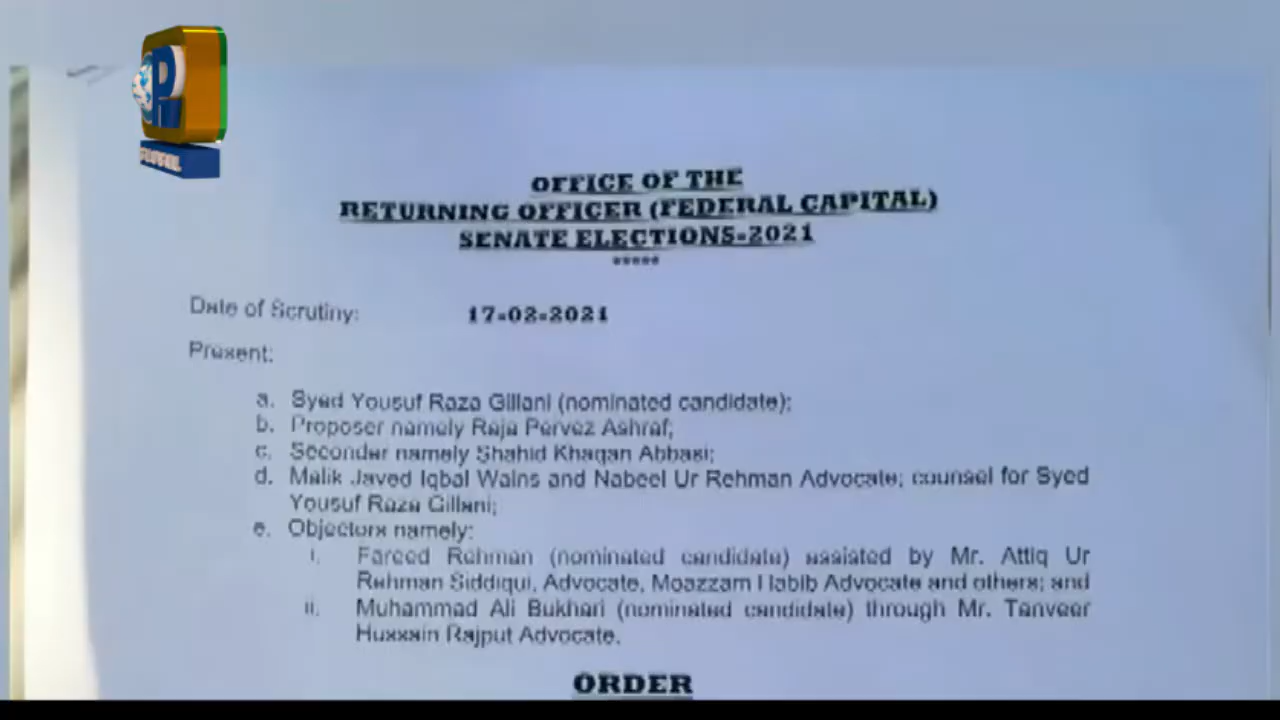 OFFICE OF THE
RETURNING OFFICER (FEDERAL CAPITAL)
SENATE ELECTIONS-2021
*****
Date of Scrutiny: 17-02-2021
Present:
a. Syed Yousuf Raza Gillani (nominated candidate);
b. Proposer namely Raja Pervez Ashraf;
c. Seconder namely Shahid Khaqan Abbasi;
d. Malik Javed Iqbal Wains and Nabeel Ur Rehman Advocate; counsel for Syed
Yousuf Raza Gillani;
e. Objectors namely:
i. Fareed Rehman (nominated candidate) assisted by Mr. Attiq Ur
Rehman Siddiqui, Advocate, Moazzam Habib Advocate and others; and
ii. Muhammad Ali Bukhari (nominated candidate) through Mr. Tanveer
Hussain Rajput Advocate.
ORDER